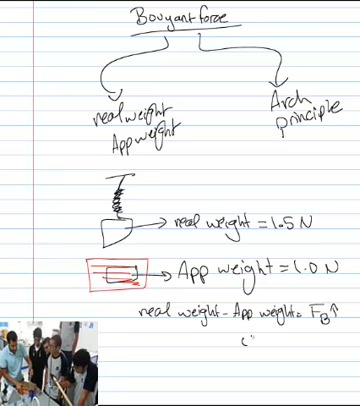 Bouyant force
real weight
App weight
Arch
Principle
real weight = 1.5 N
App weight = 1.0 N
real weight - App weight = FB↑